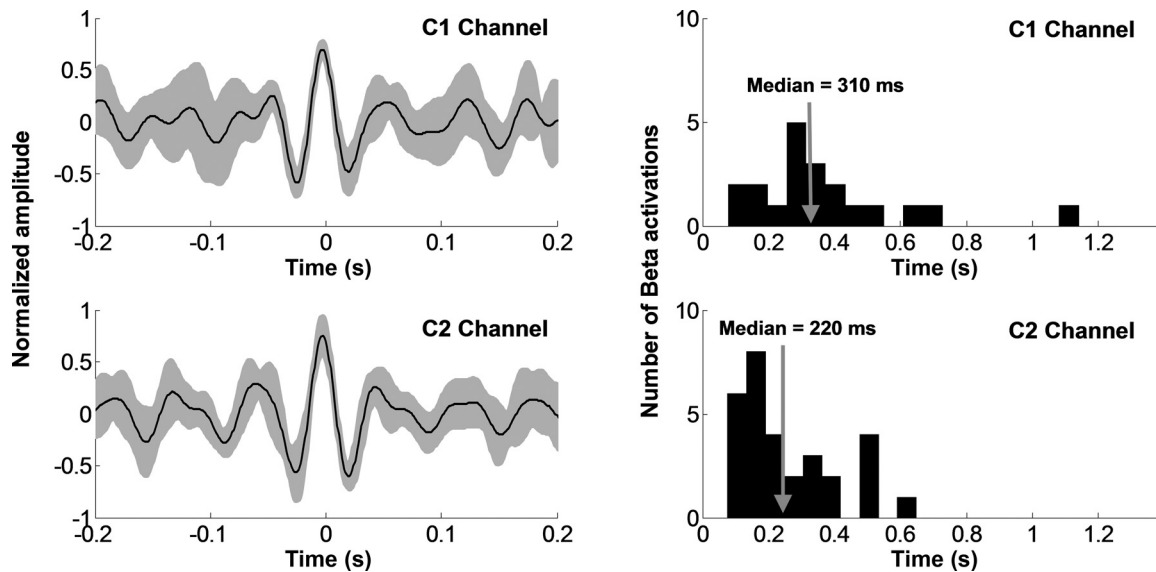 Normalized amplitude
C1 Channel
1
0.5
0
-0.5
-1
-0.2 -0.1 0 0.1 0.2
Time (s)
C2 Channel
1
0.5
0
-0.5
-1
-0.2 -0.1 0 0.1 0.2
Time (s)
Number of Beta activations
C1 Channel
Median = 310 ms
10
5
0
0 0.2 0.4 0.6 0.8 1 1.2
Time (s)
C2 Channel
Median = 220 ms
10
5
0
0 0.2 0.4 0.6 0.8 1 1.2
Time (s)